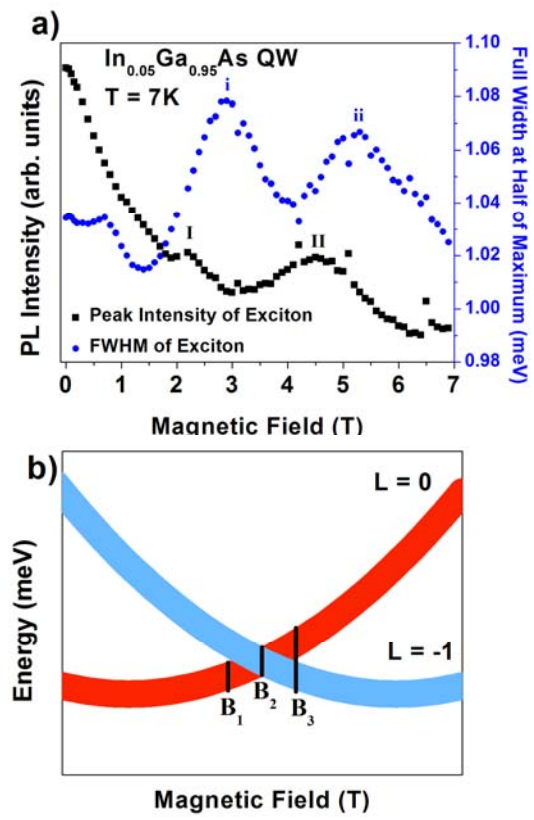 a)
In₀.₀₅Ga₀.₉₅As QW
T = 7K
i
ii
I
II
Peak Intensity of Exciton
FWHM of Exciton
PL Intensity (arb. units)
Full Width at Half of Maximum (meV)
1.10
1.08
1.06
1.04
1.02
1.00
0.98
0 1 2 3 4 5 6 7
Magnetic Field (T)
b)
L = 0
L = -1
B₁
B₂
B₃
Energy (meV)
Magnetic Field (T)